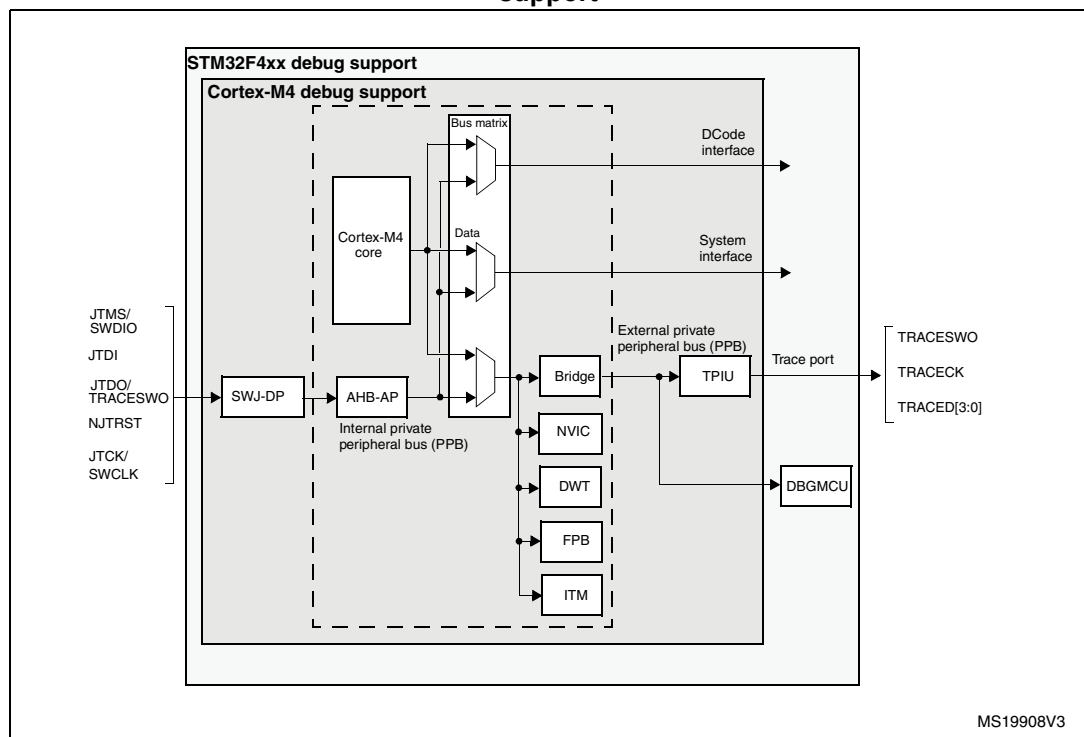 support
STM32F4xx debug support
Cortex-M4 debug support
Bus matrix
DCode
interface
Cortex-M4
core
Data
System
interface
JTMS/
SWDIO
JTDI
JTDO/
TRACESWO
NJTRST
JTCK/
SWCLK
SWJ-DP
AHB-AP
Internal private
peripheral bus (PPB)
External private
peripheral bus (PPB)
Bridge
NVIC
DWT
FPB
ITM
TPIU
Trace port
TRACESWO
TRACECK
TRACED[3:0]
DBGMCU
MS19908V3